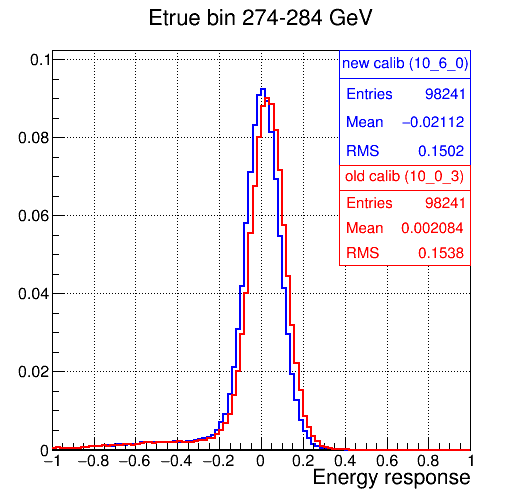 Etrue bin 274-284 GeV
new calib (10_6_0)
Entries 98241
Mean −0.02112
RMS 0.1502
old calib (10_0_3)
Entries 98241
Mean 0.002084
RMS 0.1538
0.1
0.08
0.06
0.04
0.02
0
−1 −0.8 −0.6 −0.4 −0.2 0 0.2 0.4 0.6 0.8 1
Energy response